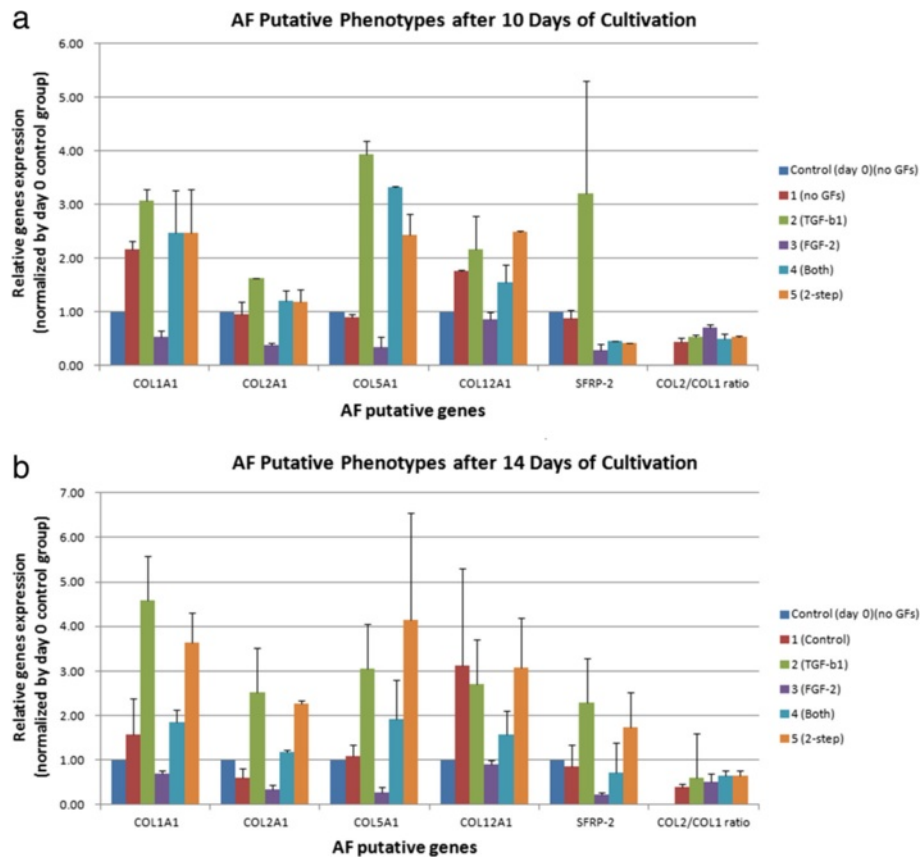 a
AF Putative Phenotypes after 10 Days of Cultivation
Relative genes expression
(normalized by day 0 control group)
6.00
5.00
4.00
3.00
2.00
1.00
0.00
COL1A1 COL2A1 COL5A1 COL12A1 SFRP-2 COL2/COL1 ratio
AF putative genes
Control (day 0)(no GFs)
1 (no GFs)
2 (TGF-b1)
3 (FGF-2)
4 (Both)
5 (2-step)
b
AF Putative Phenotypes after 14 Days of Cultivation
Relative genes expression
(normalized by day 0 control group)
7.00
6.00
5.00
4.00
3.00
2.00
1.00
0.00
COL1A1 COL2A1 COL5A1 COL12A1 SFRP-2 COL2/COL1 ratio
AF putative genes
Control (day 0)(no GFs)
1 (Control)
2 (TGF-b1)
3 (FGF-2)
4 (Both)
5 (2-step)